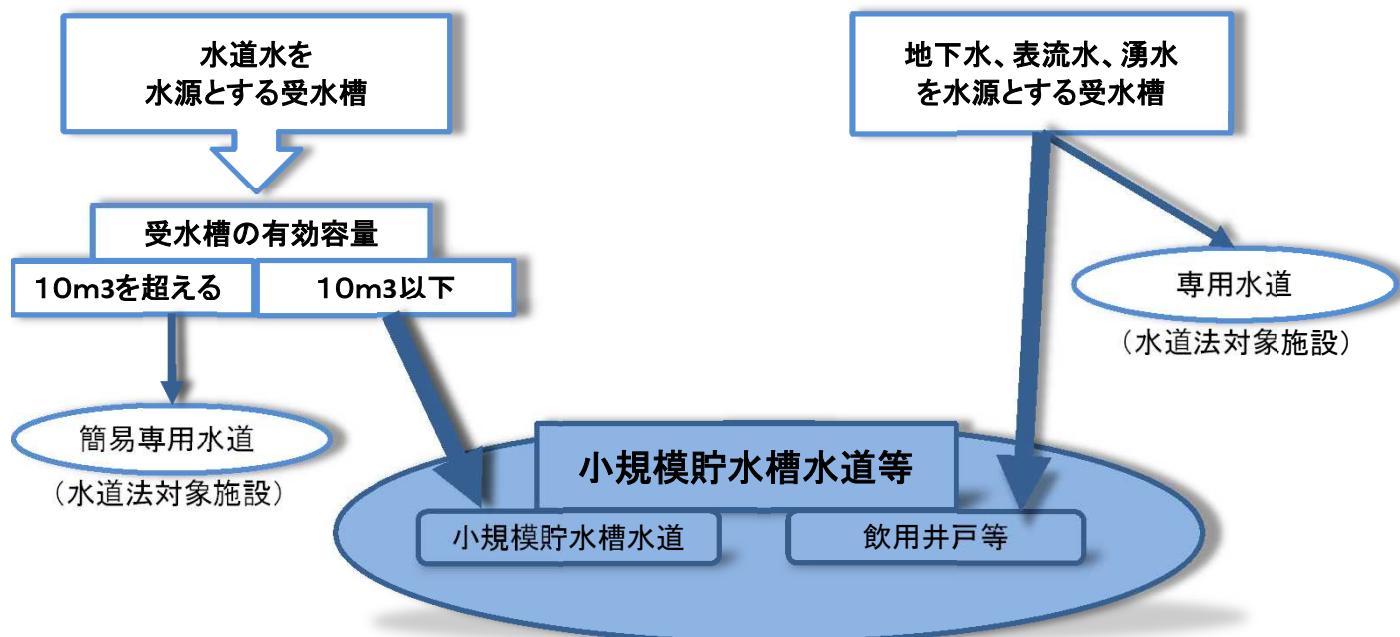 水道水を
水源とする受水槽
地下水、表流水、湧水
を水源とする受水槽
受水槽の有効容量
10m3を超える
10m3以下
専用水道
（水道法対象施設）
簡易専用水道
（水道法対象施設）
小規模貯水槽水道等
小規模貯水槽水道
飲用井戸等